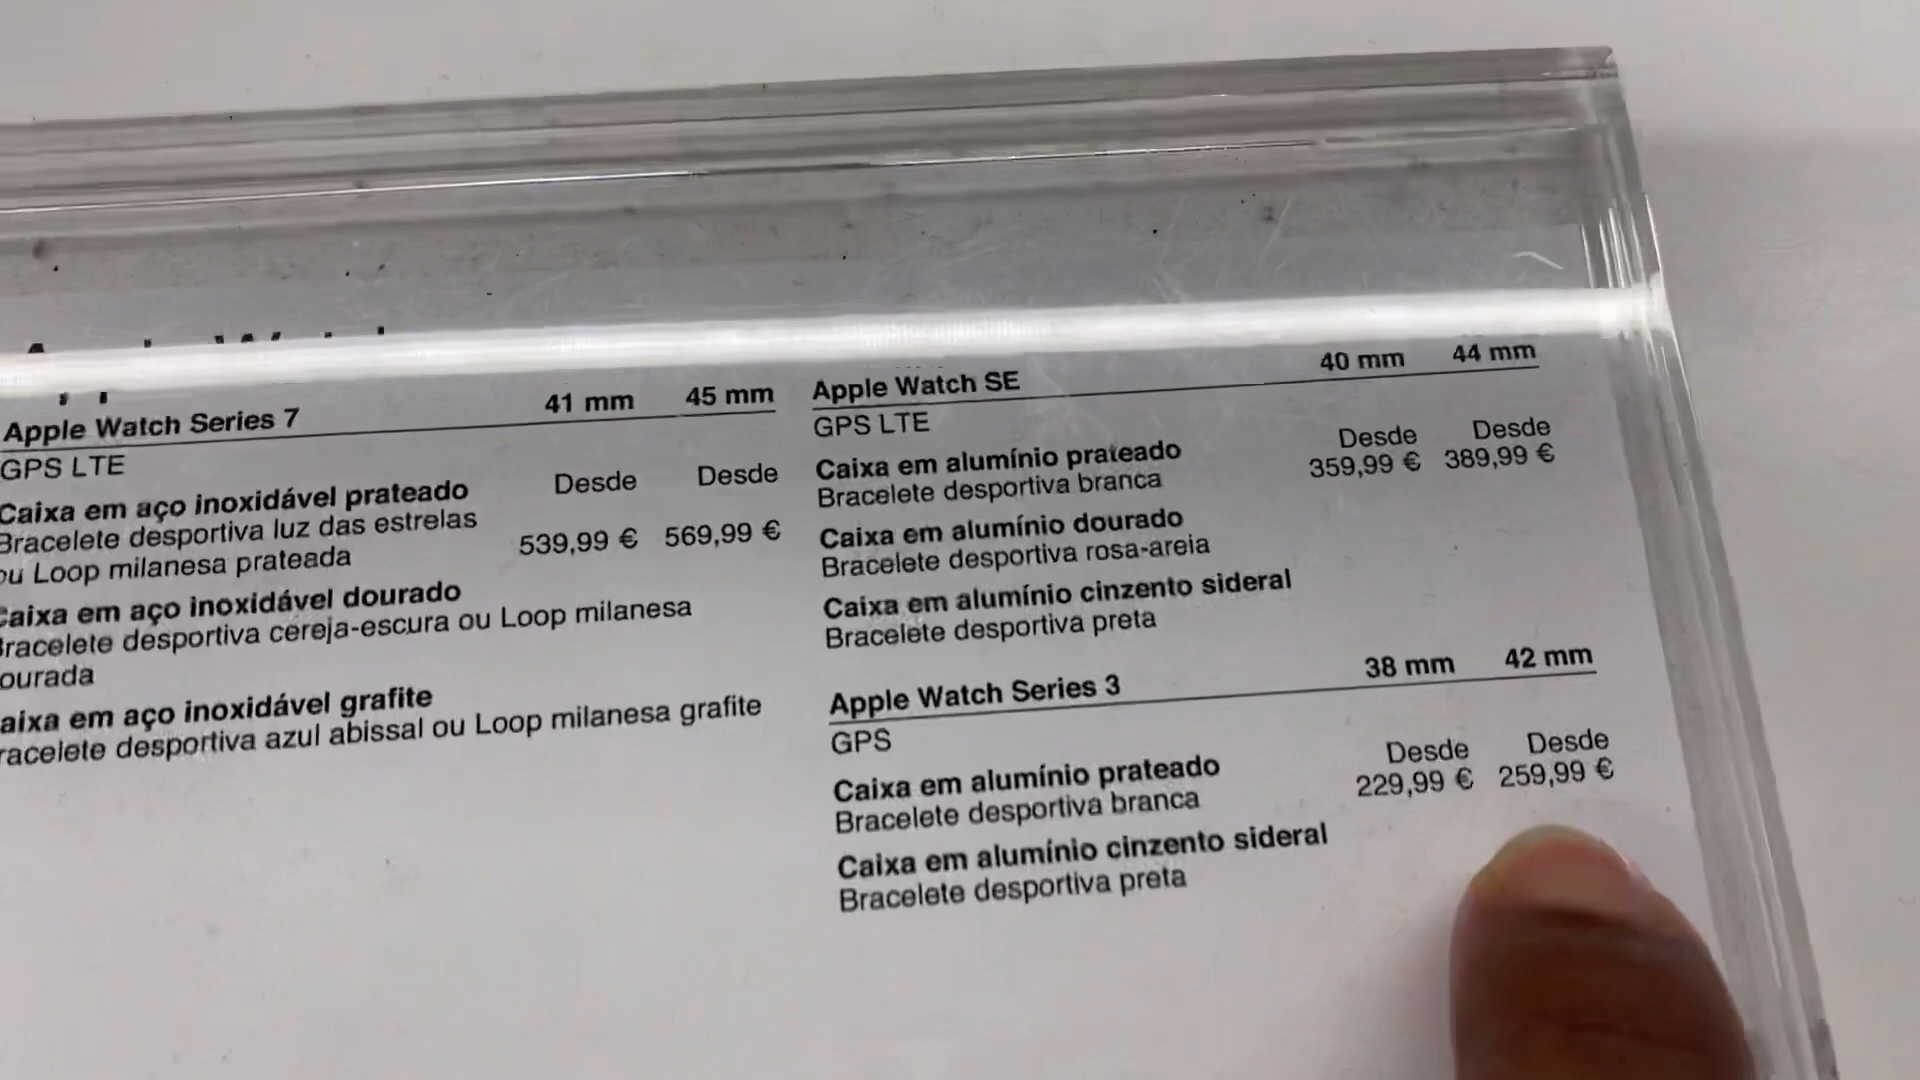 Apple Watch Series 7 41 mm 45 mm
GPS LTE
Caixa em aço inoxidável prateado Desde Desde
Bracelete desportiva luz das estrelas
ou Loop milanesa prateada 539,99 € 569,99 €
Caixa em aço inoxidável dourado
Bracelete desportiva cereja-escura ou Loop milanesa
ourada
aixa em aço inoxidável grafite
racelete desportiva azul abissal ou Loop milanesa grafite
Apple Watch SE 40 mm 44 mm
GPS LTE
Caixa em alumínio prateado Desde Desde
Bracelete desportiva branca 359,99 € 389,99 €
Caixa em alumínio dourado
Bracelete desportiva rosa-areia
Caixa em alumínio cinzento sideral
Bracelete desportiva preta
Apple Watch Series 3 38 mm 42 mm
GPS
Caixa em alumínio prateado Desde Desde
Bracelete desportiva branca 229,99 € 259,99 €
Caixa em alumínio cinzento sideral
Bracelete desportiva preta